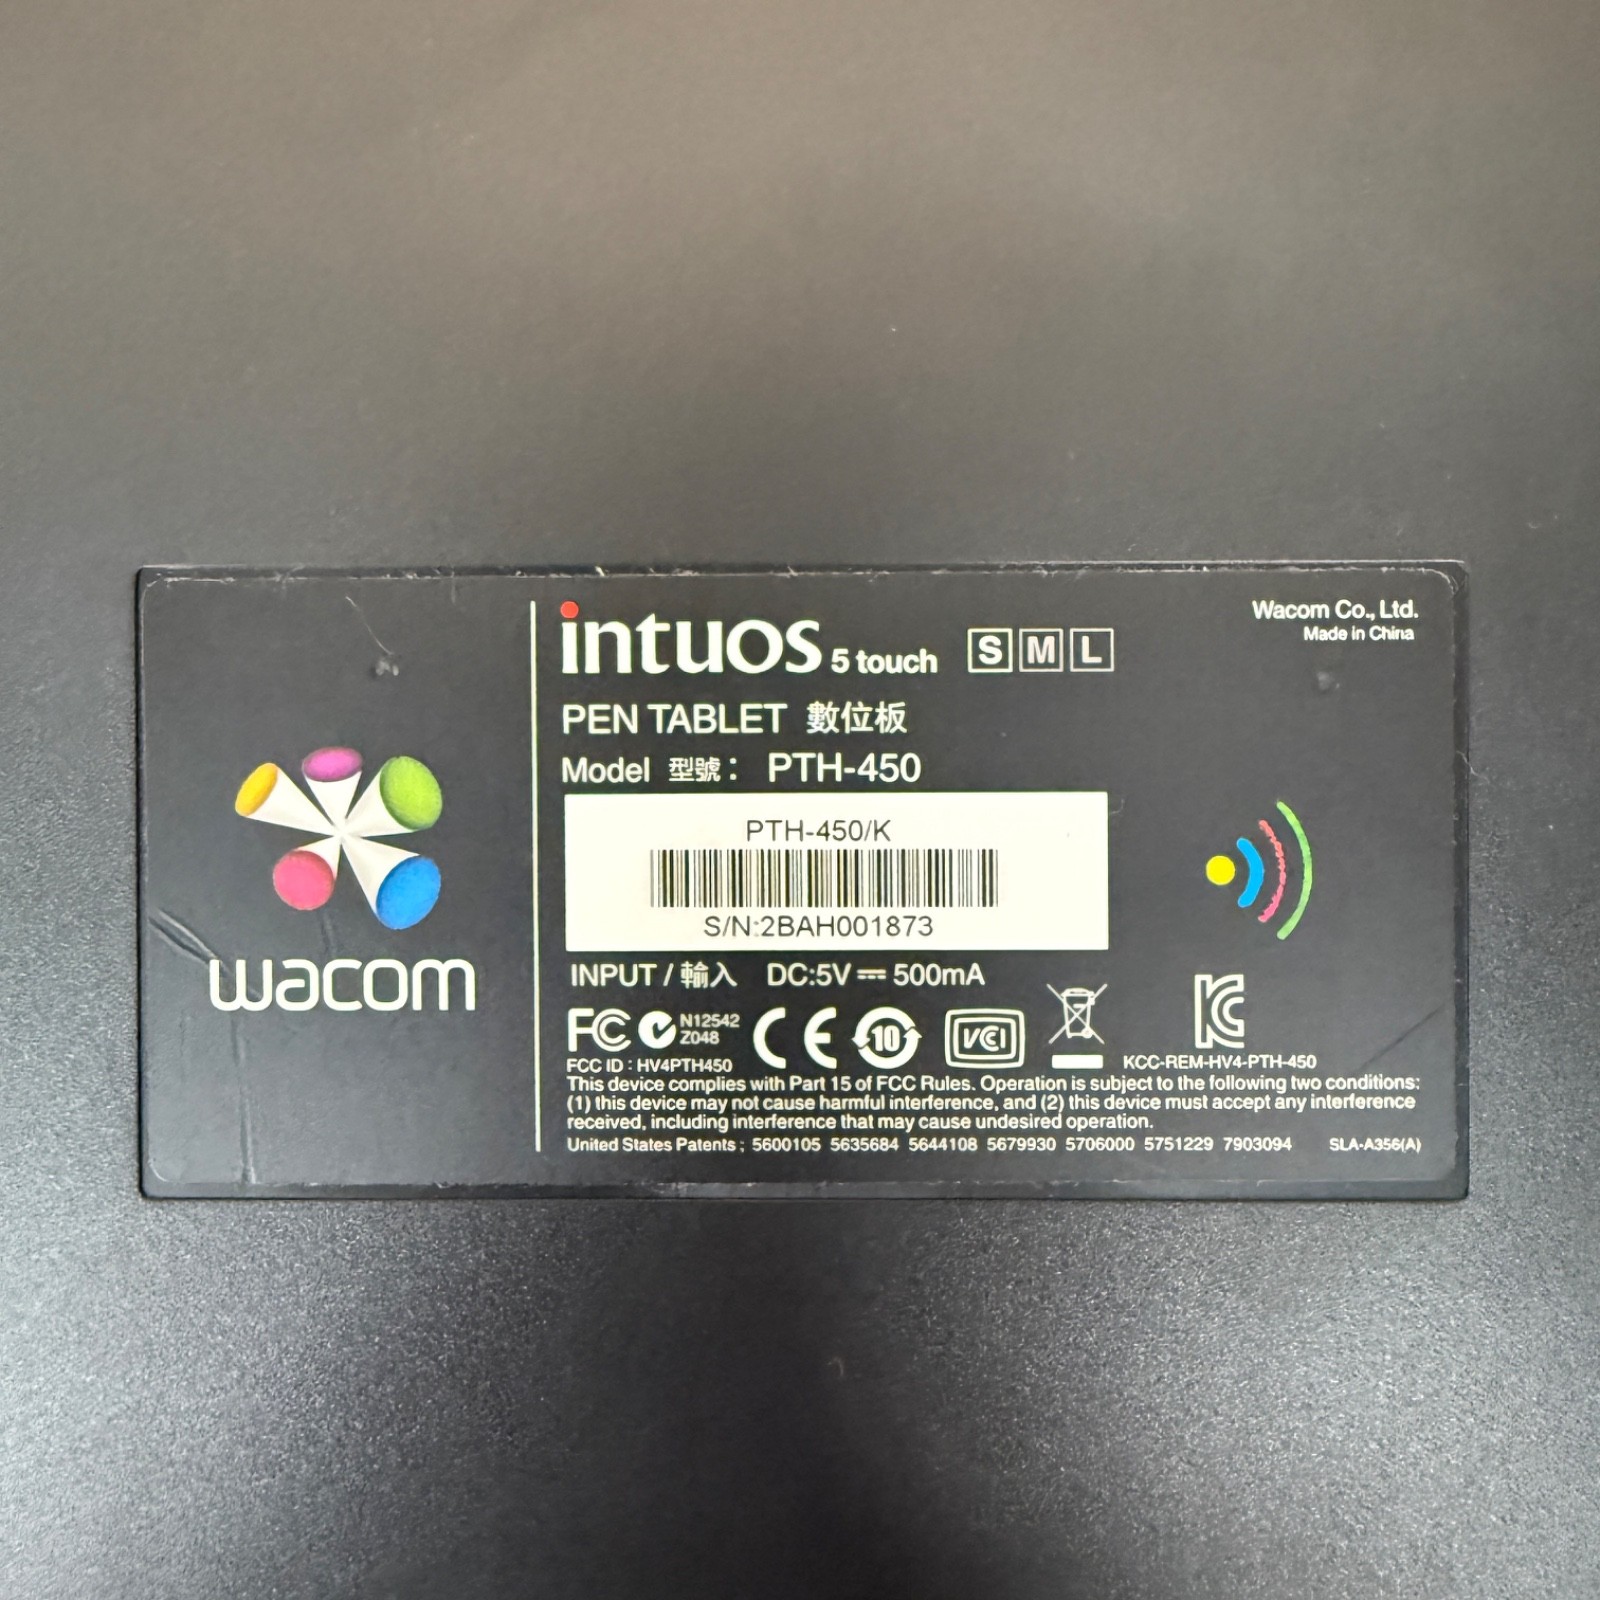 wacom
intuos 5 touch S M L
Wacom Co., Ltd.
Made in China
PEN TABLET 數位板
Model 型號： PTH-450
PTH-450/K
S/N:2BAH001873
INPUT / 輸入 DC:5V 500mA
FC N12542 CE 10 VCI
Z048
FCC ID : HV4PTH450
KCC-REM-HV4-PTH-450
This device complies with Part 15 of FCC Rules. Operation is subject to the following two conditions:
(1) this device may not cause harmful interference, and (2) this device must accept any interference
received, including interference that may cause undesired operation.
United States Patents ; 5600105 5635684 5644108 5679930 5706000 5751229 7903094 SLA-A356(A)